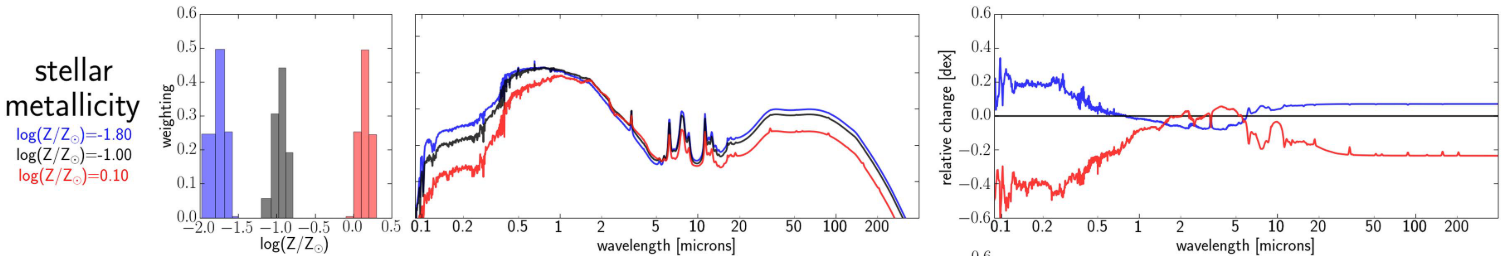 stellar
metallicity
log(Z/Z⊙)=-1.80
log(Z/Z⊙)=-1.00
log(Z/Z⊙)=0.10
weighting
0.6
0.5
0.4
0.3
0.2
0.1
0.0
−2.0 −1.5 −1.0 −0.5 0.0 0.5
log(Z/Z⊙)
0.1 0.2 0.5 1 2 5 10 20 50 100 200
wavelength [microns]
relative change [dex]
0.6
0.4
0.2
0.0
−0.2
−0.4
−0.6
0.1 0.2 0.5 1 2 5 10 20 50 100 200
wavelength [microns]
0.6